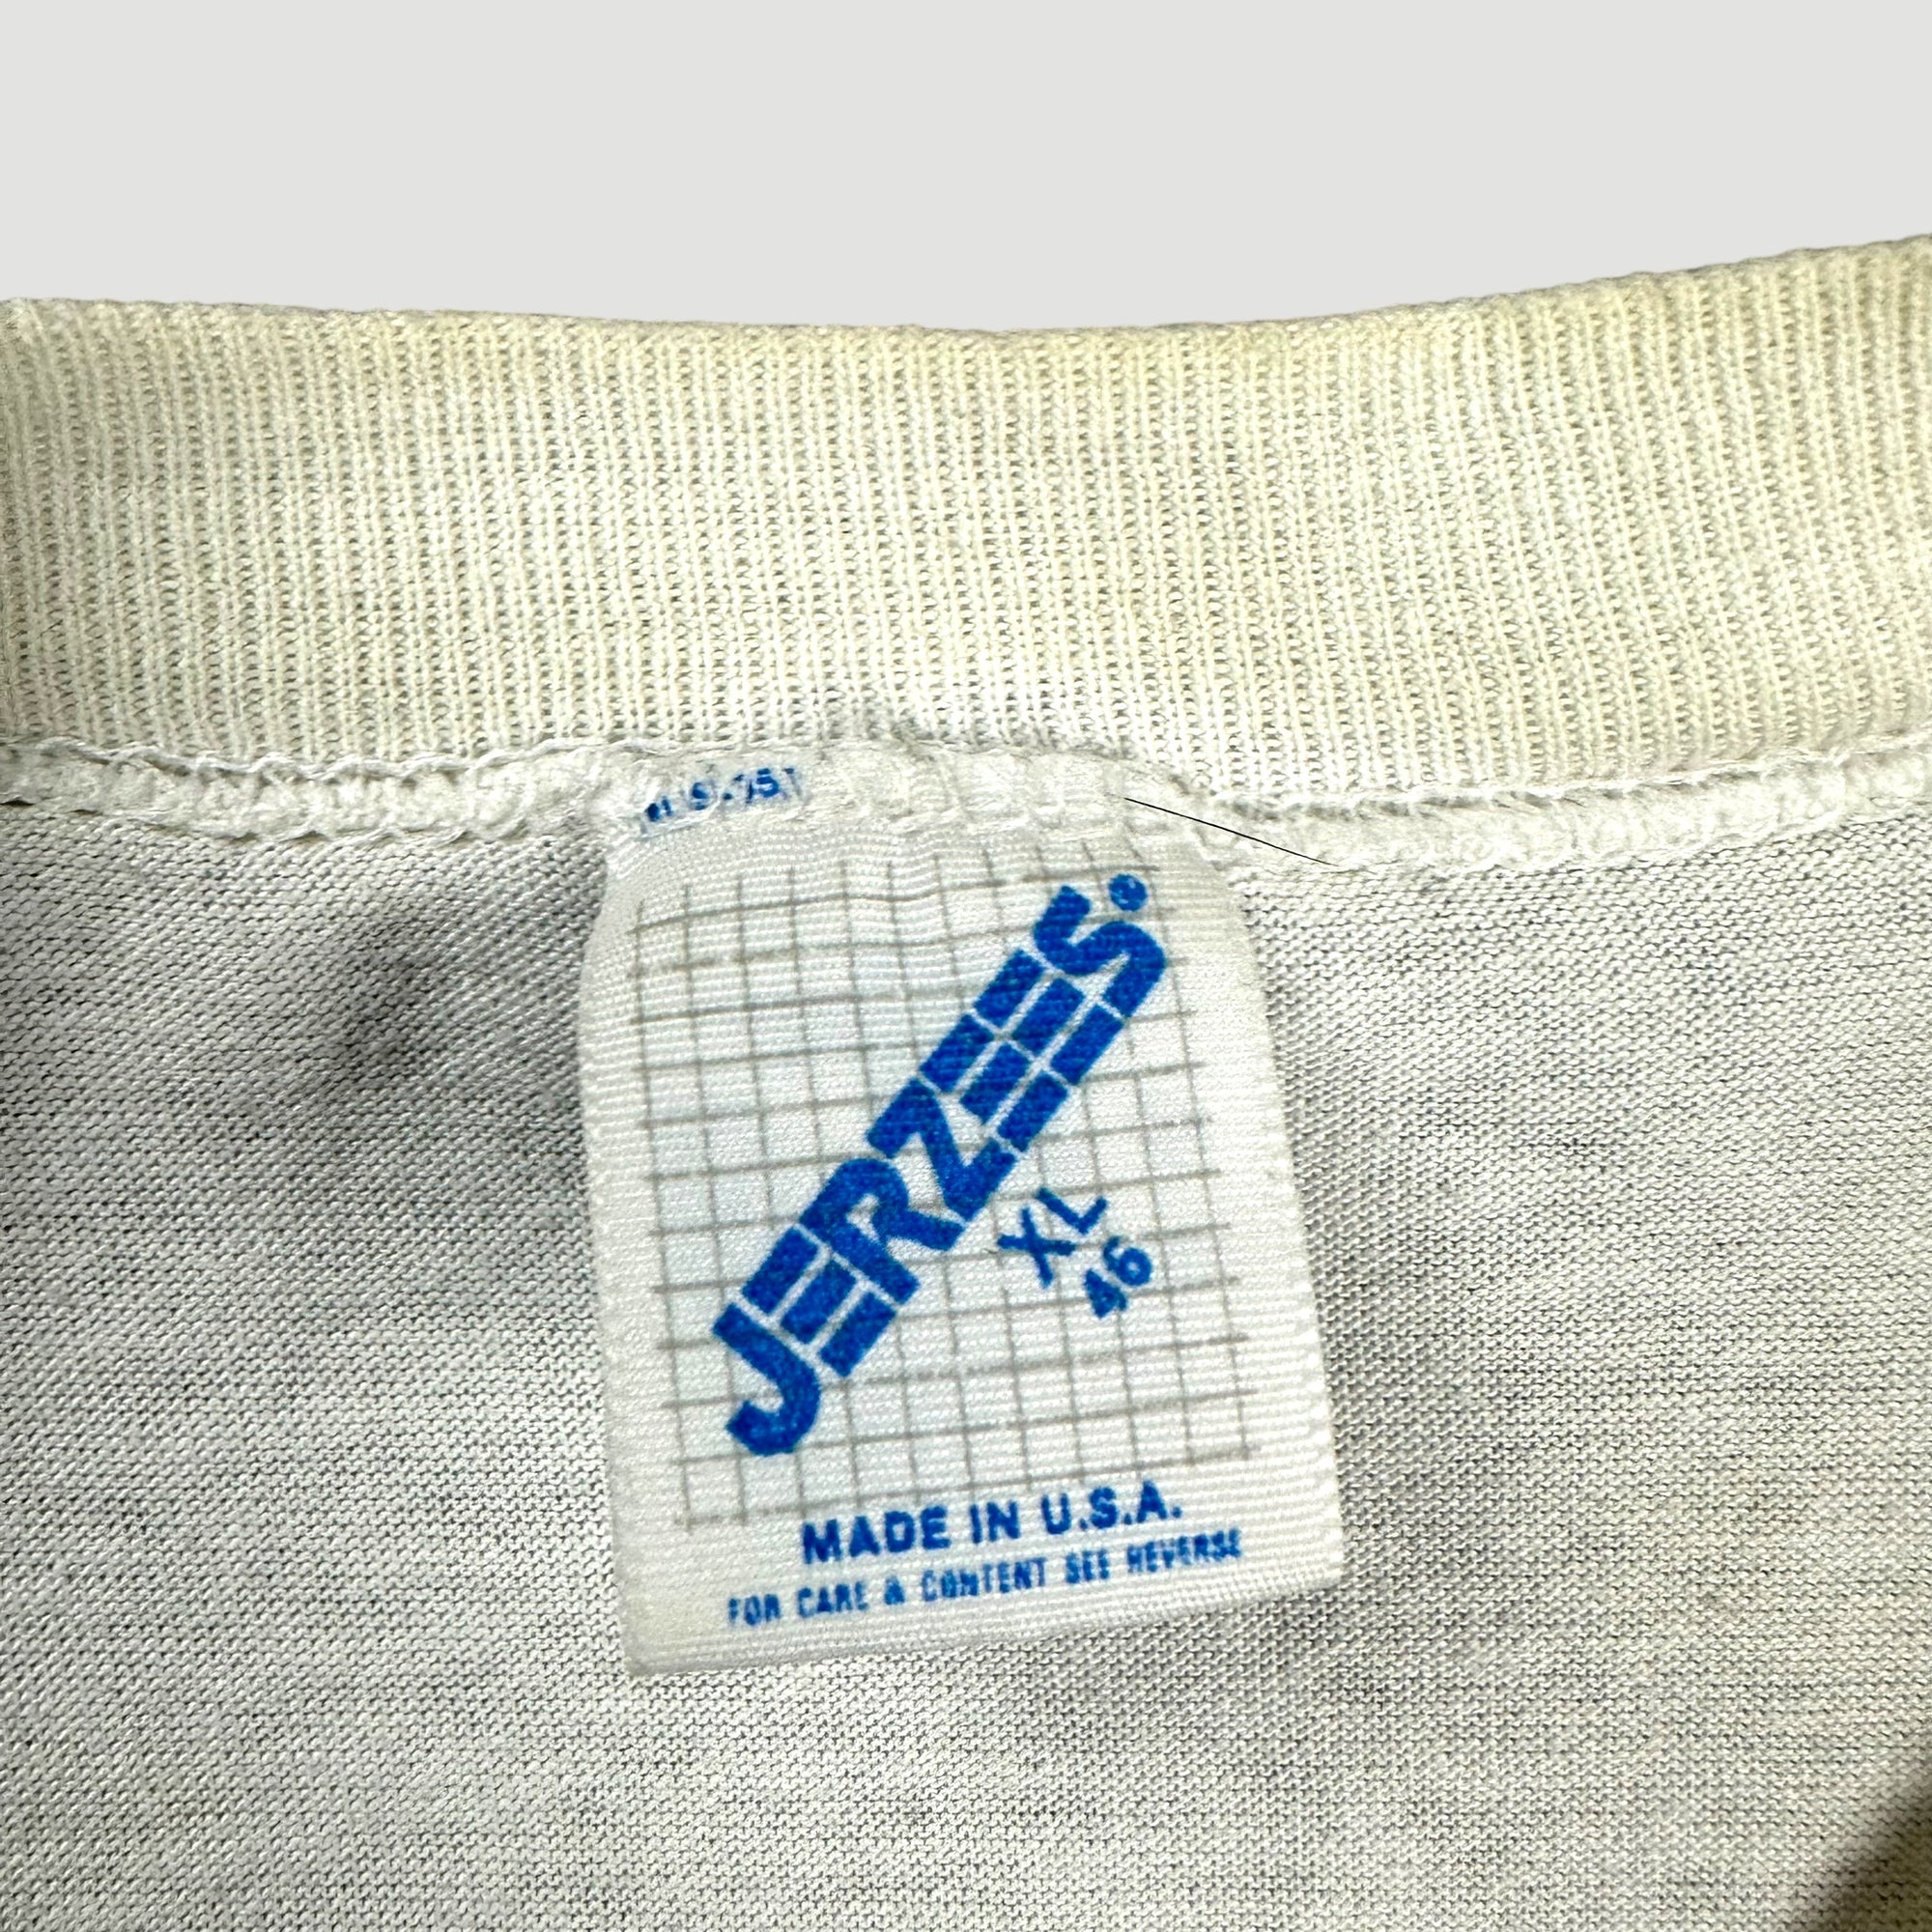 JERZEES®
XL
46
MADE IN U.S.A.
FOR CARE & CONTENT SEE REVERSE